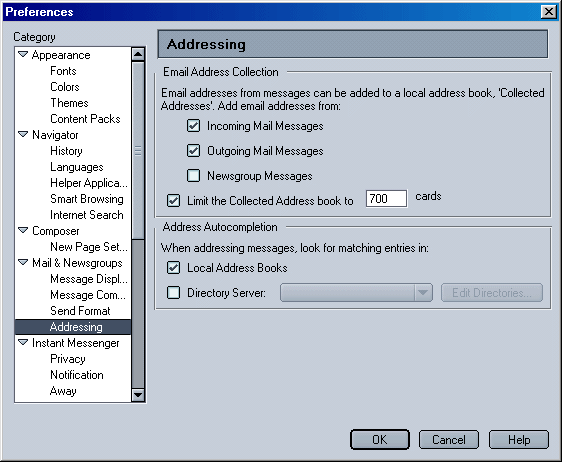 Preferences
Category
Appearance
Fonts
Colors
Themes
Content Packs
Navigator
History
Languages
Helper Applica...
Smart Browsing
Internet Search
Composer
New Page Set...
Mail & Newsgroups
Message Displ...
Message Com...
Send Format
Addressing
Instant Messenger
Privacy
Notification
Away
Addressing
Email Address Collection
Email addresses from messages can be added to a local address book, 'Collected
Addresses'. Add email addresses from:
Incoming Mail Messages
Outgoing Mail Messages
Newsgroup Messages
Limit the Collected Address book to 700 cards
Address Autocompletion
When addressing messages, look for matching entries in:
Local Address Books
Directory Server: Edit Directories...
OK Cancel Help